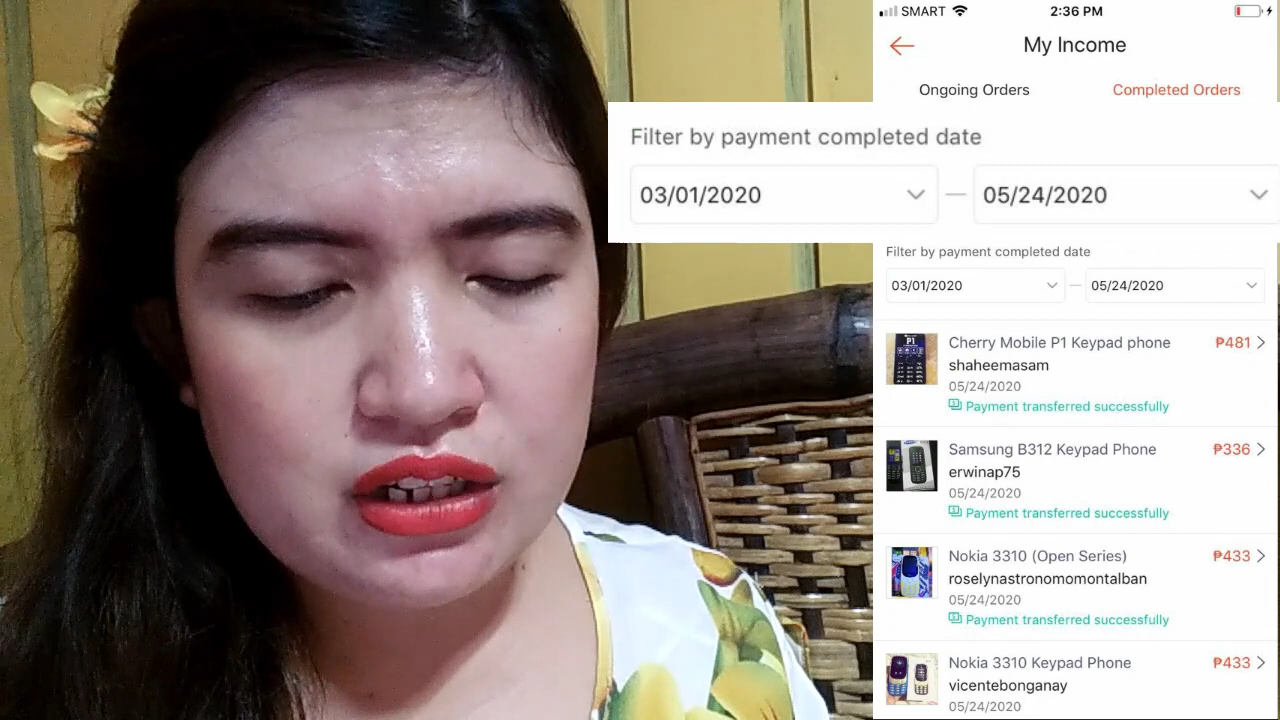 SMART
2:36 PM
My Income
Ongoing Orders
Completed Orders
Filter by payment completed date
03/01/2020 — 05/24/2020
Filter by payment completed date
03/01/2020 — 05/24/2020
P1
Cherry Mobile P1 Keypad phone
₱481
shaheemasam
05/24/2020
Payment transferred successfully
Samsung B312 Keypad Phone
₱336
erwinap75
05/24/2020
Payment transferred successfully
Nokia 3310 (Open Series)
₱433
roselynastronomomontalban
05/24/2020
Payment transferred successfully
Nokia 3310 Keypad Phone
₱433
vicentebonganay
05/24/2020